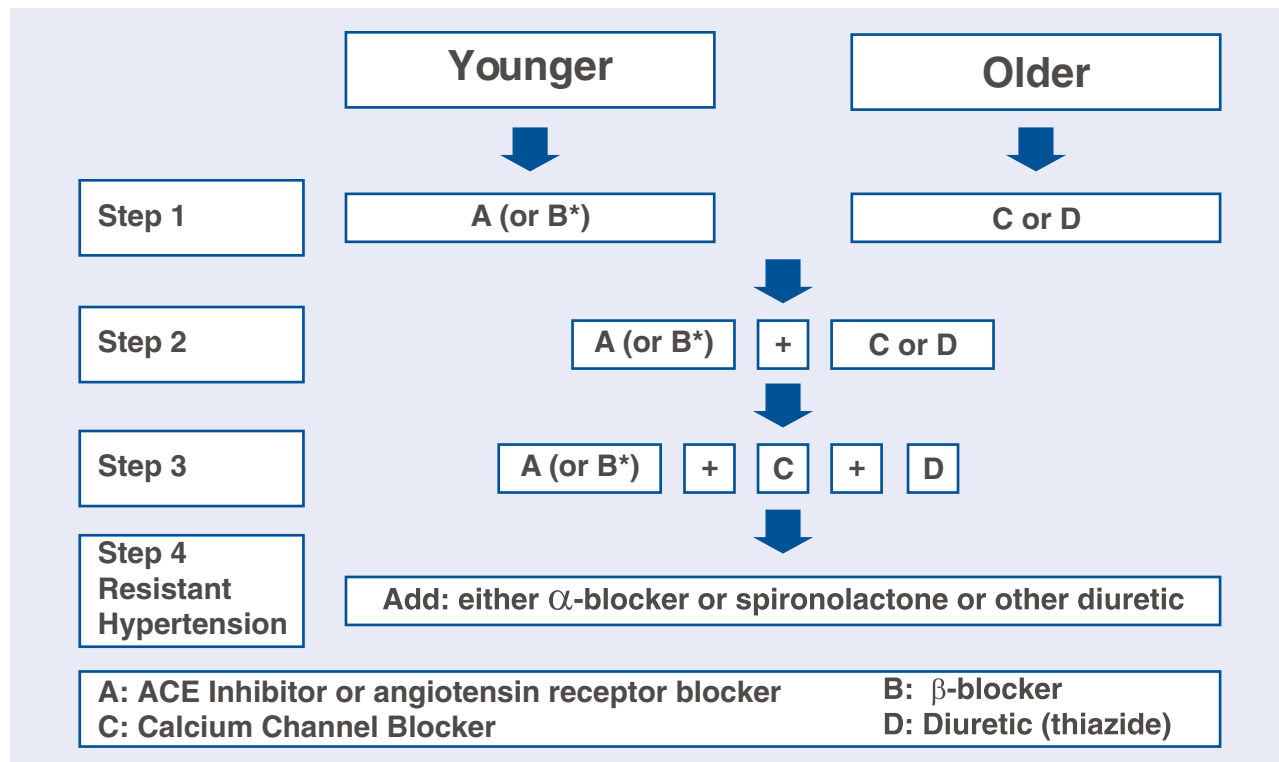 Younger
Older
Step 1
A (or B*)
C or D
Step 2
A (or B*)
+
C or D
Step 3
A (or B*)
+
C
+
D
Step 4
Resistant
Hypertension
Add: either α-blocker or spironolactone or other diuretic
A: ACE Inhibitor or angiotensin receptor blocker
B: β-blocker
C: Calcium Channel Blocker
D: Diuretic (thiazide)